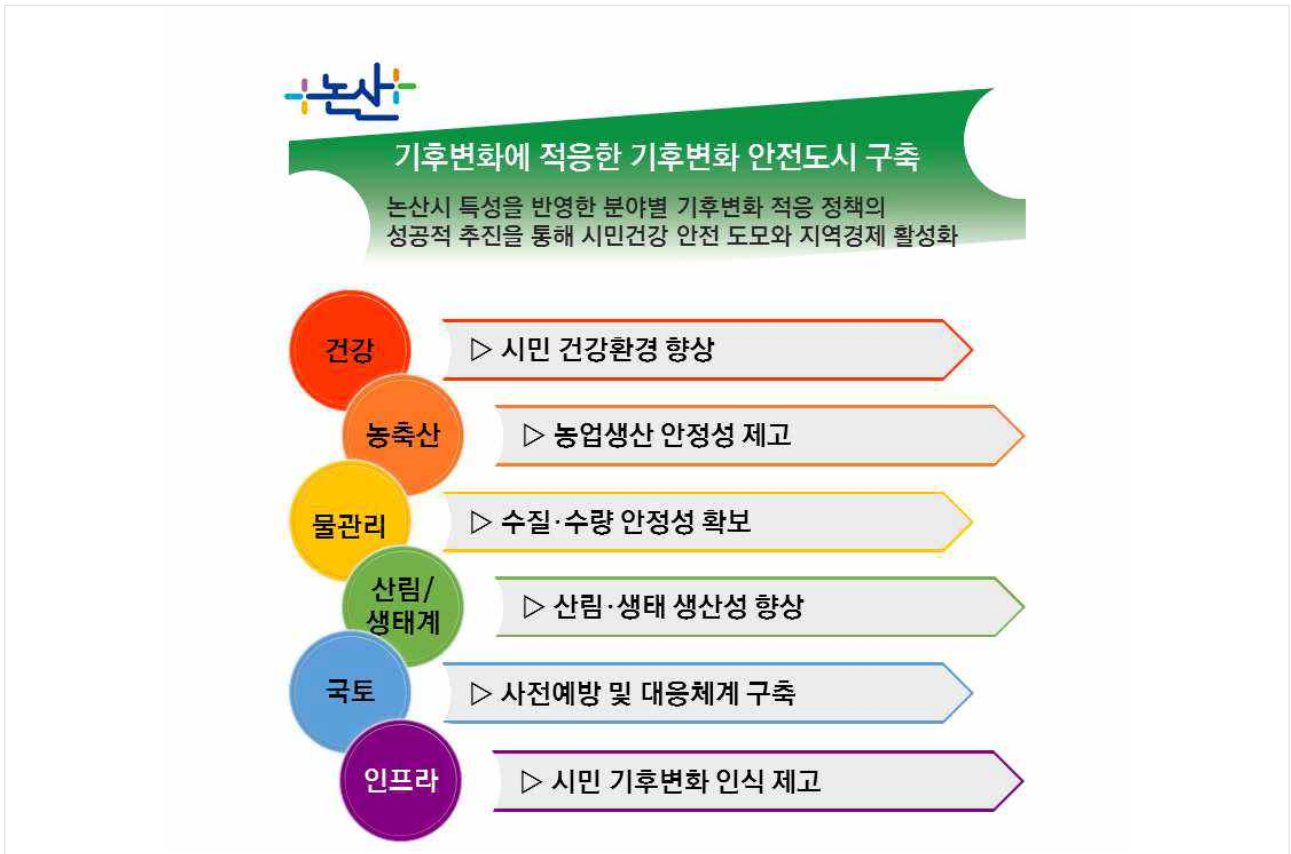 논산
기후변화에 적응한 기후변화 안전도시 구축
논산시 특성을 반영한 분야별 기후변화 적응 정책의
성공적 추진을 통해 시민건강 안전 도모와 지역경제 활성화
건강
▷ 시민 건강환경 향상
농축산
▷ 농업생산 안정성 제고
물관리
▷ 수질·수량 안정성 확보
산림/
생태계
▷ 산림·생태 생산성 향상
국토
▷ 사전예방 및 대응체계 구축
인프라
▷ 시민 기후변화 인식 제고